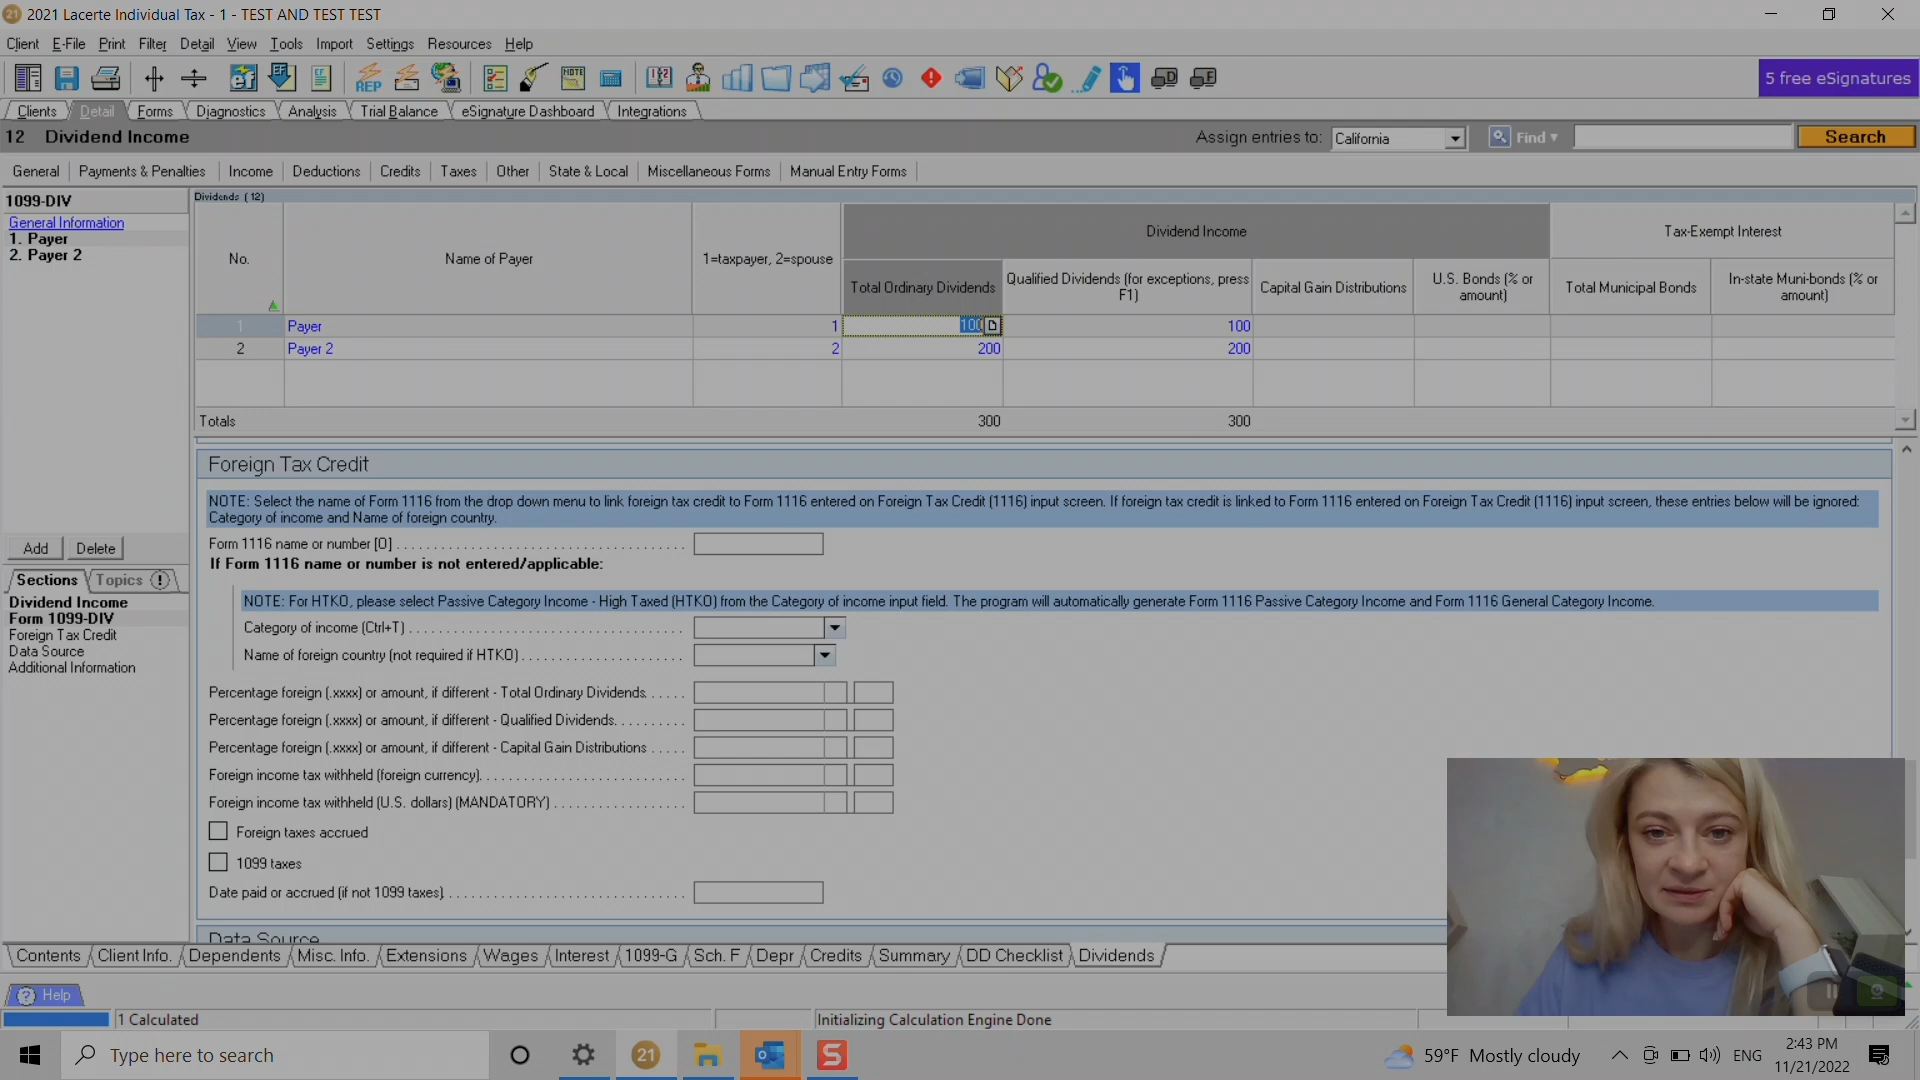 2021 Lacerte Individual Tax - 1 - TEST AND TEST TEST
Client E-File Print Filter Detail View Tools Import Settings Resources Help
REP NOTE
5 free eSignatures
Clients Detail Forms Diagnostics Analysis Trial Balance eSignature Dashboard Integrations
12 Dividend Income Assign entries to: California Find Search
General Payments & Penalties Income Deductions Credits Taxes Other State & Local Miscellaneous Forms Manual Entry Forms
1099-DIV
General Information
1. Payer
2. Payer 2
Add Delete
Sections Topics
Dividend Income
Form 1099-DIV
Foreign Tax Credit
Data Source
Additional Information
Dividends (12)
No. Name of Payer 1=taxpayer, 2=spouse Dividend Income Tax-Exempt Interest
Total Ordinary Dividends Qualified Dividends (for exceptions, press F1) Capital Gain Distributions U.S. Bonds (% or amount) Total Municipal Bonds In-state Muni-bonds (% or amount)
1 Payer 1 100 100
2 Payer 2 2 200 200
Totals 300 300
Foreign Tax Credit
NOTE: Select the name of Form 1116 from the drop down menu to link foreign tax credit to Form 1116 entered on Foreign Tax Credit (1116) input screen. If foreign tax credit is linked to Form 1116 entered on Foreign Tax Credit (1116) input screen, these entries below will be ignored:
Category of income and Name of foreign country.
Form 1116 name or number [O]
If Form 1116 name or number is not entered/applicable:
NOTE: For HTKO, please select Passive Category Income - High Taxed (HTKO) from the Category of income input field. The program will automatically generate Form 1116 Passive Category Income and Form 1116 General Category Income.
Category of income (Ctrl+T)
Name of foreign country (not required if HTKO)
Percentage foreign (.xxxx) or amount, if different - Total Ordinary Dividends
Percentage foreign (.xxxx) or amount, if different - Qualified Dividends
Percentage foreign (.xxxx) or amount, if different - Capital Gain Distributions
Foreign income tax withheld (foreign currency)
Foreign income tax withheld (U.S. dollars) (MANDATORY)
Foreign taxes accrued
1099 taxes
Date paid or accrued (if not 1099 taxes)
Data Source
Contents Client Info. Dependents Misc. Info. Extensions Wages Interest 1099-G Sch. F Depr Credits Summary DD Checklist Dividends
Help
1 Calculated Initializing Calculation Engine Done
Type here to search 21 S 59°F Mostly cloudy ENG 2:43 PM
11/21/2022